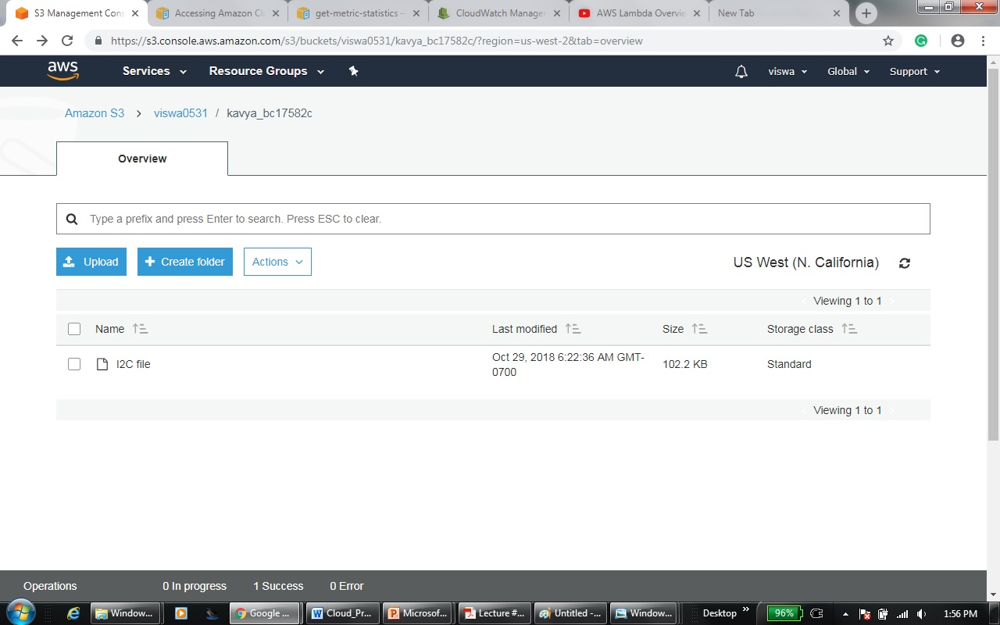 S3 Management Cons
Accessing Amazon Cl
get-metric-statistics –
CloudWatch Manager
AWS Lambda Overvie
New Tab
https://s3.console.aws.amazon.com/s3/buckets/viswa0531/kavya_bc17582c/?region=us-west-2&tab=overview
aws Services Resource Groups viswa Global Support
Amazon S3 > viswa0531 / kavya_bc17582c
Overview
Type a prefix and press Enter to search. Press ESC to clear.
Upload Create folder Actions US West (N. California)
Viewing 1 to 1
Name Last modified Size Storage class
I2C file Oct 29, 2018 6:22:36 AM GMT-
0700 102.2 KB Standard
Viewing 1 to 1
Operations 0 In progress 1 Success 0 Error
Window... Google ... Cloud_Pr... Microsof... Lecture #... Untitled -... Window... Desktop » 96% 1:56 PM